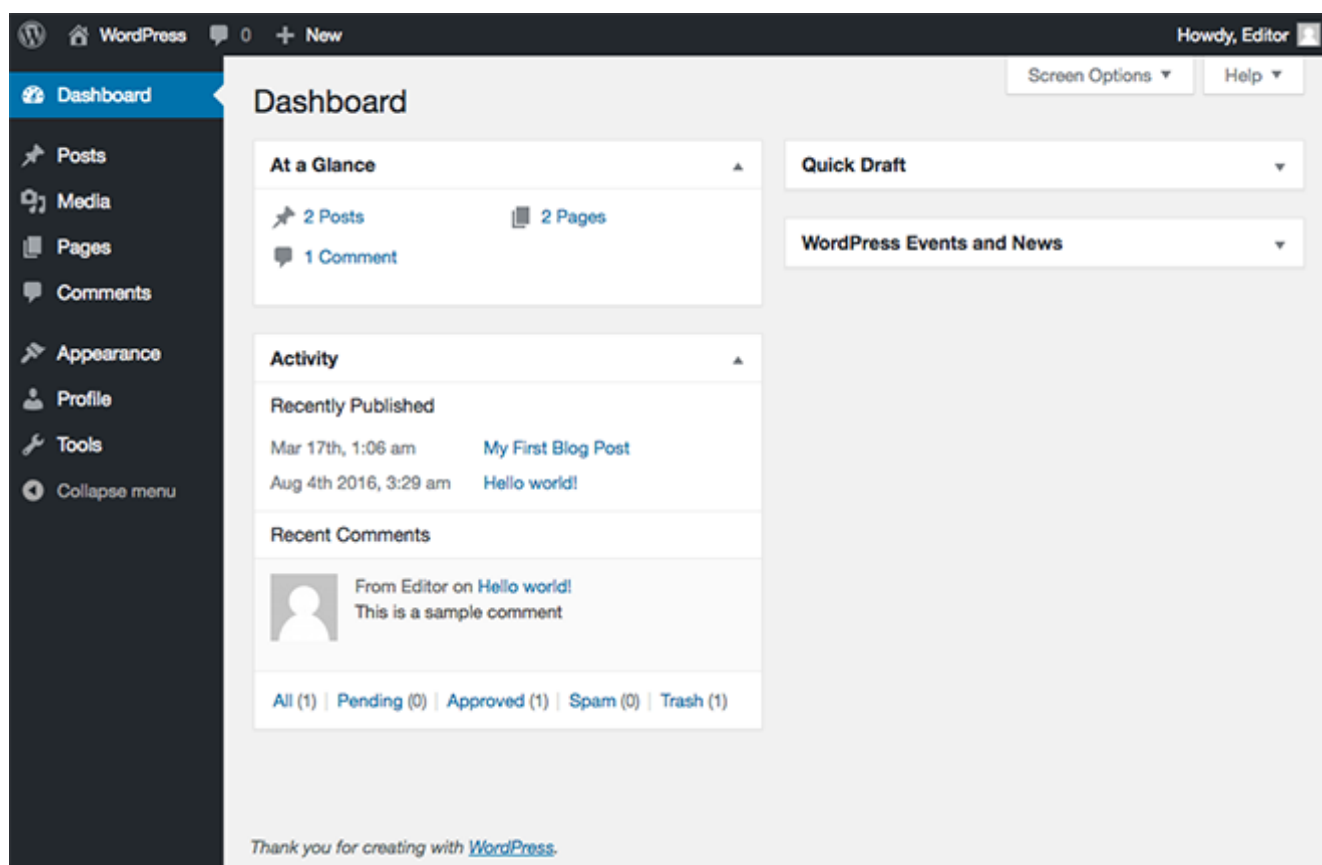 WordPress 0 New Howdy, Editor
Screen Options Help
Dashboard
Posts
Media
Pages
Comments
Appearance
Profile
Tools
Collapse menu
Dashboard
At a Glance
2 Posts 2 Pages
1 Comment
Activity
Recently Published
Mar 17th, 1:06 am My First Blog Post
Aug 4th 2016, 3:29 am Hello world!
Recent Comments
From Editor on Hello world!
This is a sample comment
All (1) | Pending (0) | Approved (1) | Spam (0) | Trash (1)
Quick Draft
WordPress Events and News
Thank you for creating with WordPress.